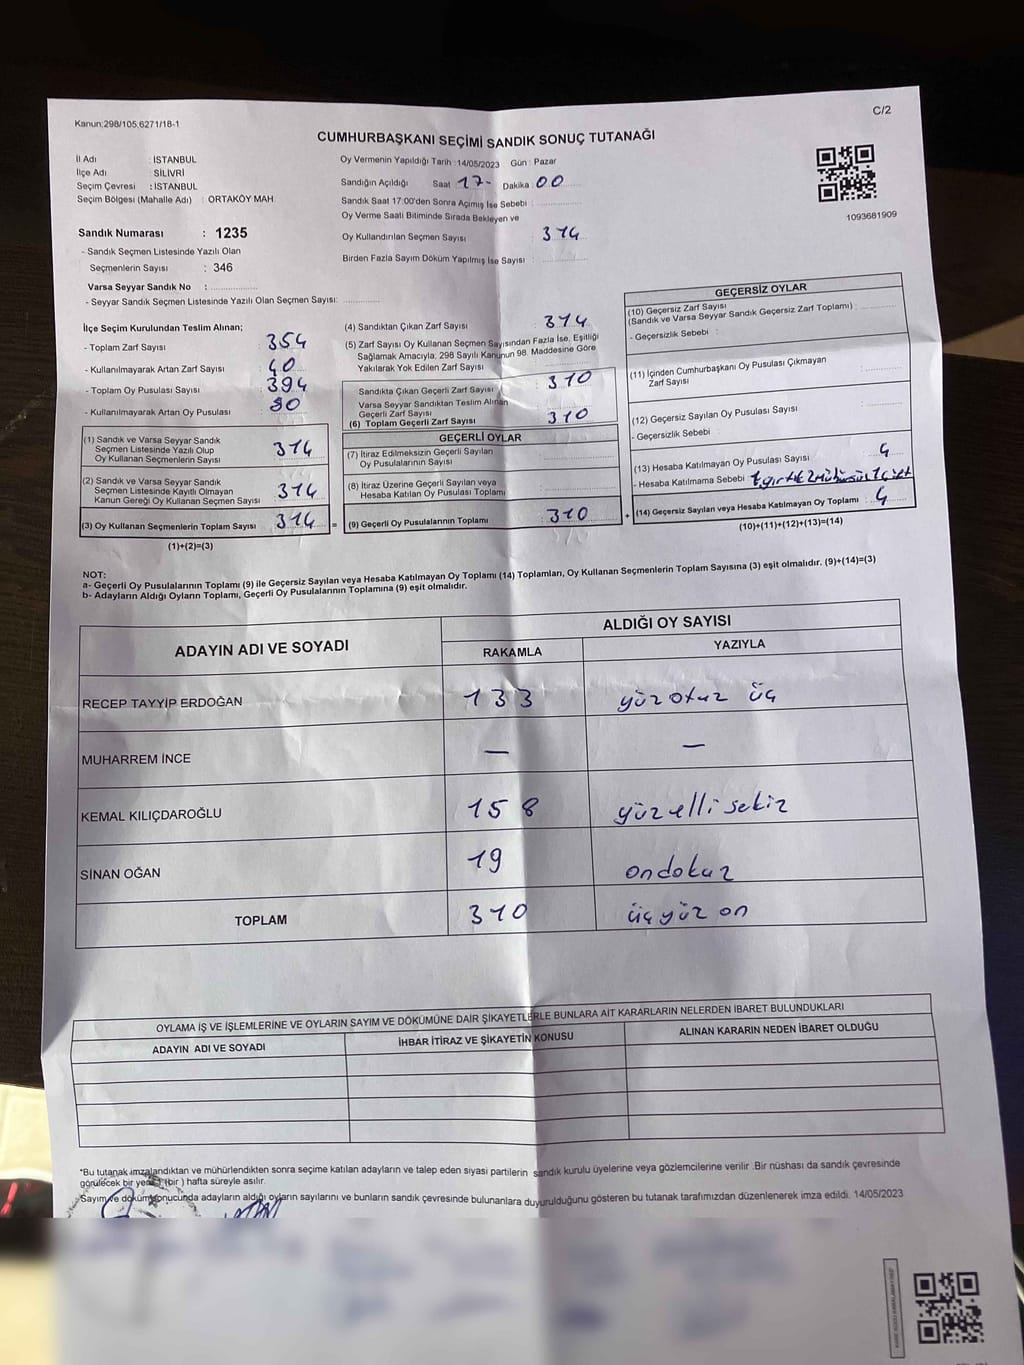 Kanun:298/105,6271/18-1
C/2
CUMHURBAŞKANI SEÇİMİ SANDIK SONUÇ TUTANAĞI
İl Adı : İSTANBUL
İlçe Adı : SİLİVRİ
Seçim Çevresi : İSTANBUL
Seçim Bölgesi (Mahalle Adı) : ORTAKÖY MAH.
Sandık Numarası : 1235
- Sandık Seçmen Listesinde Yazılı Olan
Seçmenlerin Sayısı : 346
Varsa Seyyar Sandık No :
- Seyyar Sandık Seçmen Listesinde Yazılı Olan Seçmen Sayısı:
Oy Vermenin Yapıldığı Tarih :14/05/2023 Gün : Pazar
Sandığın Açıldığı Saat 17- Dakika : 00
Sandık Saat 17:00'den Sonra Açımış İse Sebebi :
Oy Verme Saati Bitiminde Sırada Bekleyen ve
Oy Kullandırılan Seçmen Sayısı : 314
Birden Fazla Sayım Döküm Yapılmış İse Sayısı :
1093681909
İlçe Seçim Kurulundan Teslim Alınan;
- Toplam Zarf Sayısı : 354
- Kullanılmayarak Artan Zarf Sayısı : 40
- Toplam Oy Pusulası Sayısı : 394
- Kullanılmayarak Artan Oy Pusulası : 80
(1) Sandık ve Varsa Seyyar Sandık
Seçmen Listesinde Yazılı Olup
Oy Kullanan Seçmenlerin Sayısı : 314
(2) Sandık ve Varsa Seyyar Sandık
Seçmen Listesinde Kayıtlı Olmayan
Kanun Gereği Oy Kullanan Seçmen Sayısı : 314
(3) Oy Kullanan Seçmenlerin Toplam Sayısı : 314 =
(1)+(2)=(3)
(4) Sandıktan Çıkan Zarf Sayısı : 314
(5) Zarf Sayısı Oy Kullanan Seçmen Sayısından Fazla İse, Eşitliği
Sağlamak Amacıyla, 298 Sayılı Kanunun 98. Maddesine Göre
Yakılarak Yok Edilen Zarf Sayısı :
Sandıkta Çıkan Geçerli Zarf Sayısı : 310
Varsa Seyyar Sandıktan Teslim Alınan
Geçerli Zarf Sayısı :
(6) Toplam Geçerli Zarf Sayısı : 310
GEÇERLİ OYLAR
(7) İtiraz Edilmeksizin Geçerli Sayılan
Oy Pusulalarının Sayısı :
(8) İtiraz Üzerine Geçerli Sayılan veya
Hesaba Katılan Oy Pusulası Toplamı :
(9) Geçerli Oy Pusulalarının Toplamı : 310 +
GEÇERSİZ OYLAR
(10) Geçersiz Zarf Sayısı
(Sandık ve Varsa Seyyar Sandık Geçersiz Zarf Toplamı) :
- Geçersizlik Sebebi :
(11) İçinden Cumhurbaşkanı Oy Pusulası Çıkmayan
Zarf Sayısı :
(12) Geçersiz Sayılan Oy Pusulası Sayısı :
- Geçersizlik Sebebi :
(13) Hesaba Katılmayan Oy Pusulası Sayısı : 4
- Hesaba Katılmama Sebebi
(14) Geçersiz Sayılan veya Hesaba Katılmayan Oy Toplamı : 4
(10)+(11)+(12)+(13)=(14)
NOT:
a- Geçerli Oy Pusulalarının Toplamı (9) ile Geçersiz Sayılan veya Hesaba Katılmayan Oy Toplamı (14) Toplamları, Oy Kullanan Seçmenlerin Toplam Sayısına (3) eşit olmalıdır. (9)+(14)=(3)
b- Adayların Aldığı Oyların Toplamı, Geçerli Oy Pusulalarının Toplamına (9) eşit olmalıdır.
ADAYIN ADI VE SOYADI
ALDIĞI OY SAYISI
RAKAMLA YAZIYLA
RECEP TAYYİP ERDOĞAN 133 yüz otuz üç
MUHARREM İNCE — —
KEMAL KILIÇDAROĞLU 158 yüz elli sekiz
SİNAN OĞAN 19 ondokuz
TOPLAM 310 üç yüz on
OYLAMA İŞ VE İŞLEMLERİNE VE OYLARIN SAYIM VE DÖKÜMÜNE DAİR ŞİKAYETLERLE BUNLARA AİT KARARLARIN NELERDEN İBARET BULUNDUKLARI
ADAYIN ADI VE SOYADI İHBAR İTİRAZ VE ŞİKAYETİN KONUSU ALINAN KARARIN NEDEN İBARET OLDUĞU
*Bu tutanak imzalandıktan ve mühürlendikten sonra seçime katılan adayların ve talep eden siyasi partilerin sandık kurulu üyelerine veya gözlemcilerine verilir .Bir nüshası da sandık çevresinde
görülecek bir yere 1 (bir ) hafta süreyle asılır.
Sayım ve döküm sonucunda adayların aldığı oyların sayılarını ve bunların sandık çevresinde bulunanlara duyurulduğunu gösteren bu tutanak tarafımızdan düzenlenerek imza edildi. 14/05/2023